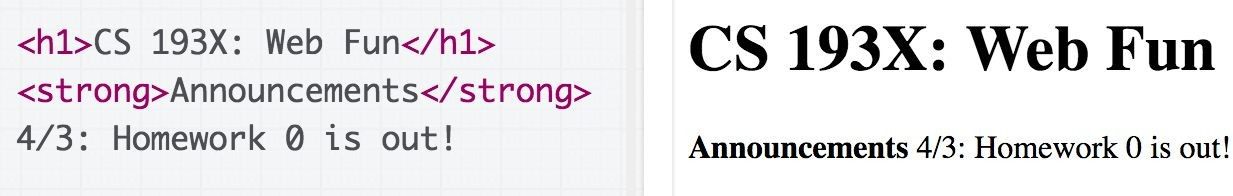 <h1>CS 193X: Web Fun</h1>
<strong>Announcements</strong>
4/3: Homework 0 is out!
CS 193X: Web Fun
Announcements 4/3: Homework 0 is out!